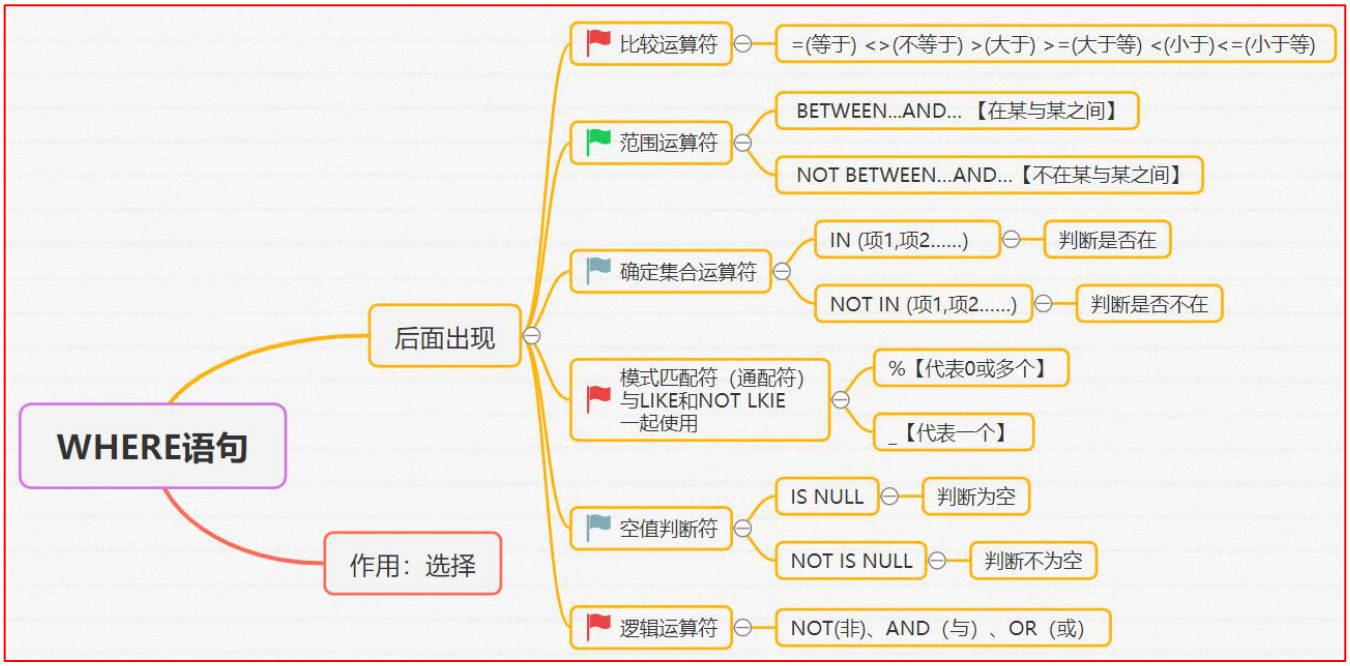 比较运算符
=(等于) <>(不等于) >(大于) >=(大于等) <(小于)<=(小于等)
范围运算符
BETWEEN...AND... 【在某与某之间】
NOT BETWEEN...AND...【不在某与某之间】
确定集合运算符
IN (项1,项2......)
判断是否在
NOT IN (项1,项2......)
判断是否不在
后面出现
模式匹配符（通配符）
与LIKE和NOT LKIE
一起使用
%【代表0或多个】
_【代表一个】
WHERE语句
空值判断符
IS NULL
判断为空
NOT IS NULL
判断不为空
作用：选择
逻辑运算符
NOT(非)、AND（与）、OR（或）